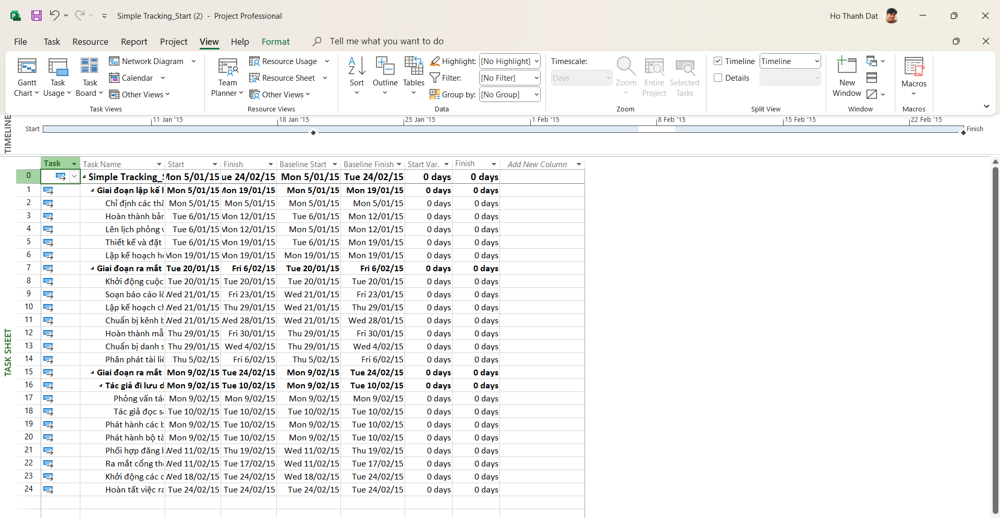 Simple Tracking_Start (2) - Project Professional
Ho Thanh Dat
File Task Resource Report Project View Help Format Tell me what you want to do
Gantt Chart
Task Usage
Task Board
Network Diagram
Calendar
Other Views
Task Views
Team Planner
Resource Usage
Resource Sheet
Other Views
Resource Views
Sort
Outline
Tables
Highlight: [No Highlight]
Filter: [No Filter]
Group by: [No Group]
Data
Timescale:
Days
Zoom
Entire Project
Selected Tasks
Zoom
Timeline Timeline
Details
Split View
New Window
Window
Macros
Macros
TIMELINE
Start
11 Jan '15 18 Jan '15 25 Jan '15 1 Feb '15 8 Feb '15 15 Feb '15 22 Feb '15
Finish
TASK SHEET
Task Task Name Start Finish Baseline Start Baseline Finish Start Var. Finish Add New Column
0 Simple Tracking_ Mon 5/01/15 ue 24/02/15 Mon 5/01/15 Tue 24/02/15 0 days 0 days
1 Giai đoạn lập kế Mon 5/01/15 Mon 19/01/15 Mon 5/01/15 Mon 19/01/15 0 days 0 days
2 Chỉ định các Mon 5/01/15 Mon 5/01/15 Mon 5/01/15 Mon 5/01/15 0 days 0 days
3 Hoàn thành Tue 6/01/15 Mon 12/01/15 Tue 6/01/15 Mon 12/01/15 0 days 0 days
4 Lên lịch phỏng Tue 6/01/15 Mon 12/01/15 Mon 5/01/15 Mon 12/01/15 0 days 0 days
5 Thiết kế và đặt Tue 6/01/15 Mon 19/01/15 Tue 6/01/15 Mon 19/01/15 0 days 0 days
6 Lập kế hoạch Mon 19/01/15 Mon 19/01/15 Mon 19/01/15 Mon 19/01/15 0 days 0 days
7 Giai đoạn ra mắt Tue 20/01/15 Fri 6/02/15 Tue 20/01/15 Fri 6/02/15 0 days 0 days
8 Khởi động cuộc Tue 20/01/15 Tue 20/01/15 Tue 20/01/15 Tue 20/01/15 0 days 0 days
9 Soạn báo cáo Wed 21/01/15 Fri 23/01/15 Wed 21/01/15 Fri 23/01/15 0 days 0 days
10 Lập kế hoạch Wed 21/01/15 Thu 29/01/15 Wed 21/01/15 Thu 29/01/15 0 days 0 days
11 Chuẩn bị kênh Wed 21/01/15 Wed 28/01/15 Wed 21/01/15 Wed 28/01/15 0 days 0 days
12 Hoàn thành Thu 29/01/15 Fri 30/01/15 Thu 29/01/15 Fri 30/01/15 0 days 0 days
13 Chuẩn bị danh Thu 29/01/15 Wed 4/02/15 Thu 29/01/15 Wed 4/02/15 0 days 0 days
14 Phân phát tài Thu 5/02/15 Fri 6/02/15 Thu 5/02/15 Fri 6/02/15 0 days 0 days
15 Giai đoạn ra mắt Mon 9/02/15 Tue 24/02/15 Mon 9/02/15 Tue 24/02/15 0 days 0 days
16 Tác giả đi lưu Mon 9/02/15 Tue 10/02/15 Mon 9/02/15 Tue 10/02/15 0 days 0 days
17 Phỏng vấn Mon 9/02/15 Mon 9/02/15 Mon 9/02/15 Mon 9/02/15 0 days 0 days
18 Tác giả đọc Tue 10/02/15 Tue 10/02/15 Tue 10/02/15 Tue 10/02/15 0 days 0 days
19 Phát hành các Mon 9/02/15 Tue 10/02/15 Mon 9/02/15 Tue 10/02/15 0 days 0 days
20 Phát hành bộ Mon 9/02/15 Tue 10/02/15 Mon 9/02/15 Tue 10/02/15 0 days 0 days
21 Phối hợp đăng Wed 11/02/15 Thu 19/02/15 Wed 11/02/15 Thu 19/02/15 0 days 0 days
22 Ra mắt cổng Wed 11/02/15 Tue 17/02/15 Wed 11/02/15 Tue 17/02/15 0 days 0 days
23 Khởi động các Wed 18/02/15 Tue 24/02/15 Wed 18/02/15 Tue 24/02/15 0 days 0 days
24 Hoàn tất việc Tue 24/02/15 Tue 24/02/15 Tue 24/02/15 Tue 24/02/15 0 days 0 days